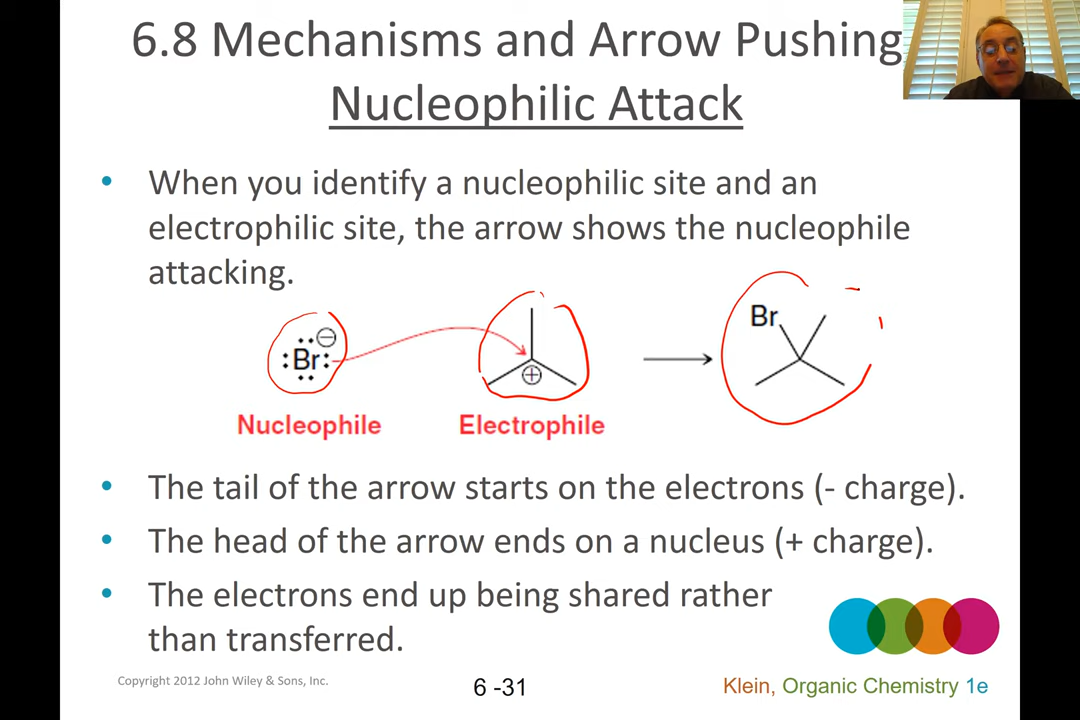 6.8 Mechanisms and Arrow Pushing
Nucleophilic Attack
• When you identify a nucleophilic site and an
electrophilic site, the arrow shows the nucleophile
attacking.
:Br: ⊖
⊕
Br
Nucleophile
Electrophile
• The tail of the arrow starts on the electrons (- charge).
• The head of the arrow ends on a nucleus (+ charge).
• The electrons end up being shared rather
than transferred.
Copyright 2012 John Wiley & Sons, Inc.
6 -31
Klein, Organic Chemistry 1e